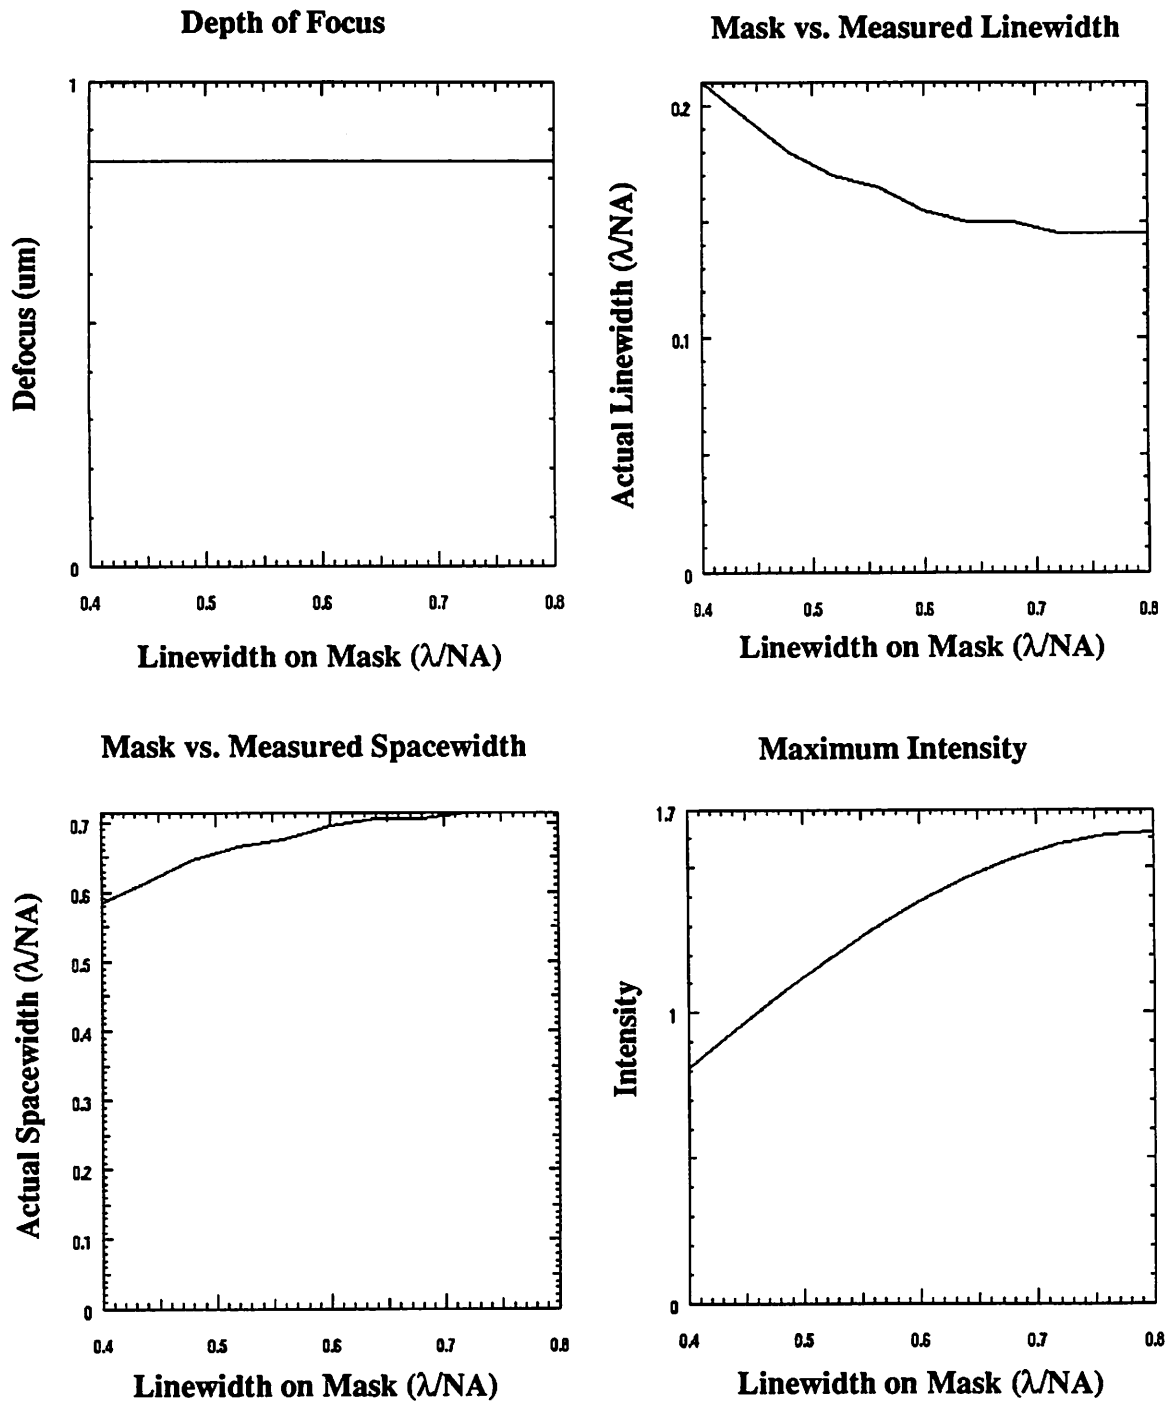 Depth of Focus
1
0
Defocus (um)
0.4 0.5 0.6 0.7 0.8
Linewidth on Mask (λ/NA)
Mask vs. Measured Linewidth
0.2
0.1
0
Actual Linewidth (λ/NA)
0.4 0.5 0.6 0.7 0.8
Linewidth on Mask (λ/NA)
Mask vs. Measured Spacewidth
0.7
0.6
0.5
0.4
0.3
0.2
0.1
0
Actual Spacewidth (λ/NA)
0.4 0.5 0.6 0.7 0.8
Linewidth on Mask (λ/NA)
Maximum Intensity
1.7
1
0
Intensity
0.4 0.5 0.6 0.7 0.8
Linewidth on Mask (λ/NA)